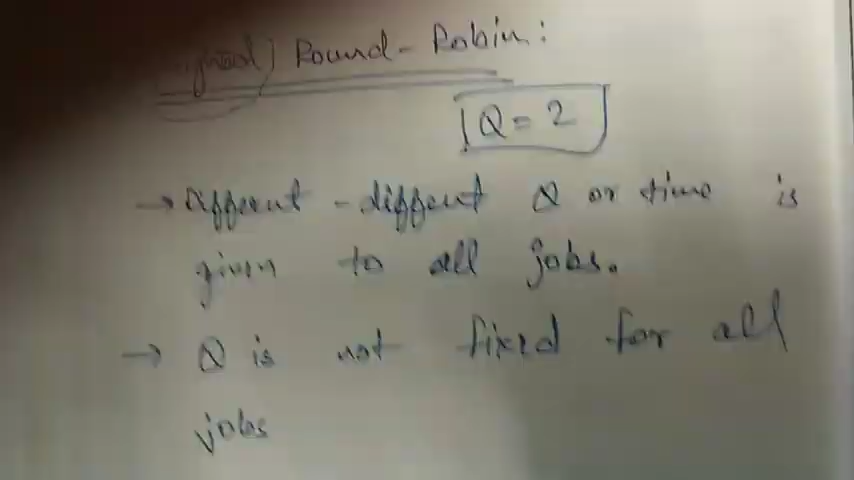 Round-Robin:
Q = 2
→ Different - different Q or time is
given to all jobs.
→ Q is not fixed for all
jobs